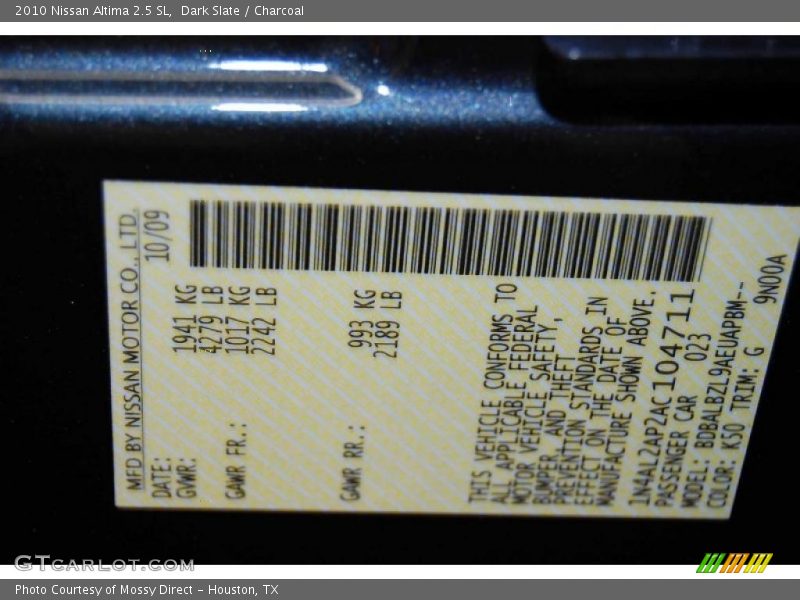 2010 Nissan Altima 2.5 SL, Dark Slate / Charcoal
MFD BY NISSAN MOTOR CO., LTD.
DATE: 10/09
GVWR: 1941 KG
4279 LB
GAWR FR.: 1017 KG
2242 LB
GAWR RR.: 993 KG
2189 LB
THIS VEHICLE CONFORMS TO
ALL APPLICABLE FEDERAL
MOTOR VEHICLE SAFETY,
BUMPER, AND THEFT
PREVENTION STANDARDS IN
EFFECT ON THE DATE OF
MANUFACTURE SHOWN ABOVE.
1N4AL2AP2AC104711
PASSENGER CAR 023
MODEL: BDBALBZL9AEUAPBM--
COLOR: K50 TRIM: G 9N00A
GTcarlot.com
Photo Courtesy of Mossy Direct – Houston, TX